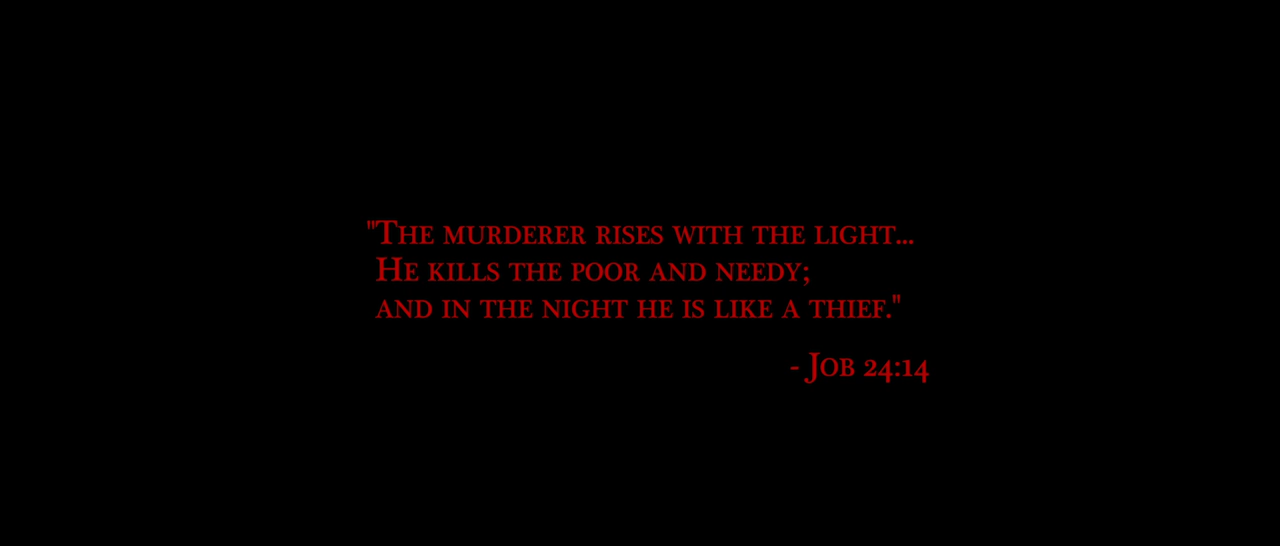 "The murderer rises with the light...
He kills the poor and needy;
and in the night he is like a thief."
- Job 24:14